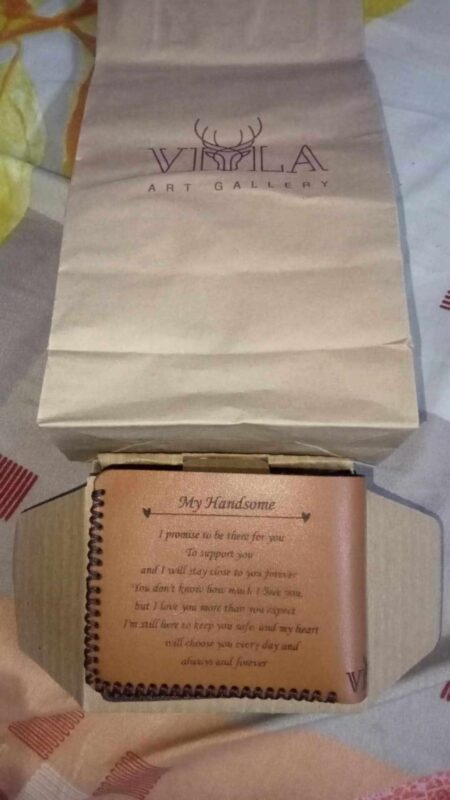 ART GALLERY
My Handsome
I promise to be there for you
To support you
and I will stay close to you forever
You don't know how much I love you,
but I love you more than you expect
I'm still here to keep you safe, and my heart
will choose you every day and
always and forever